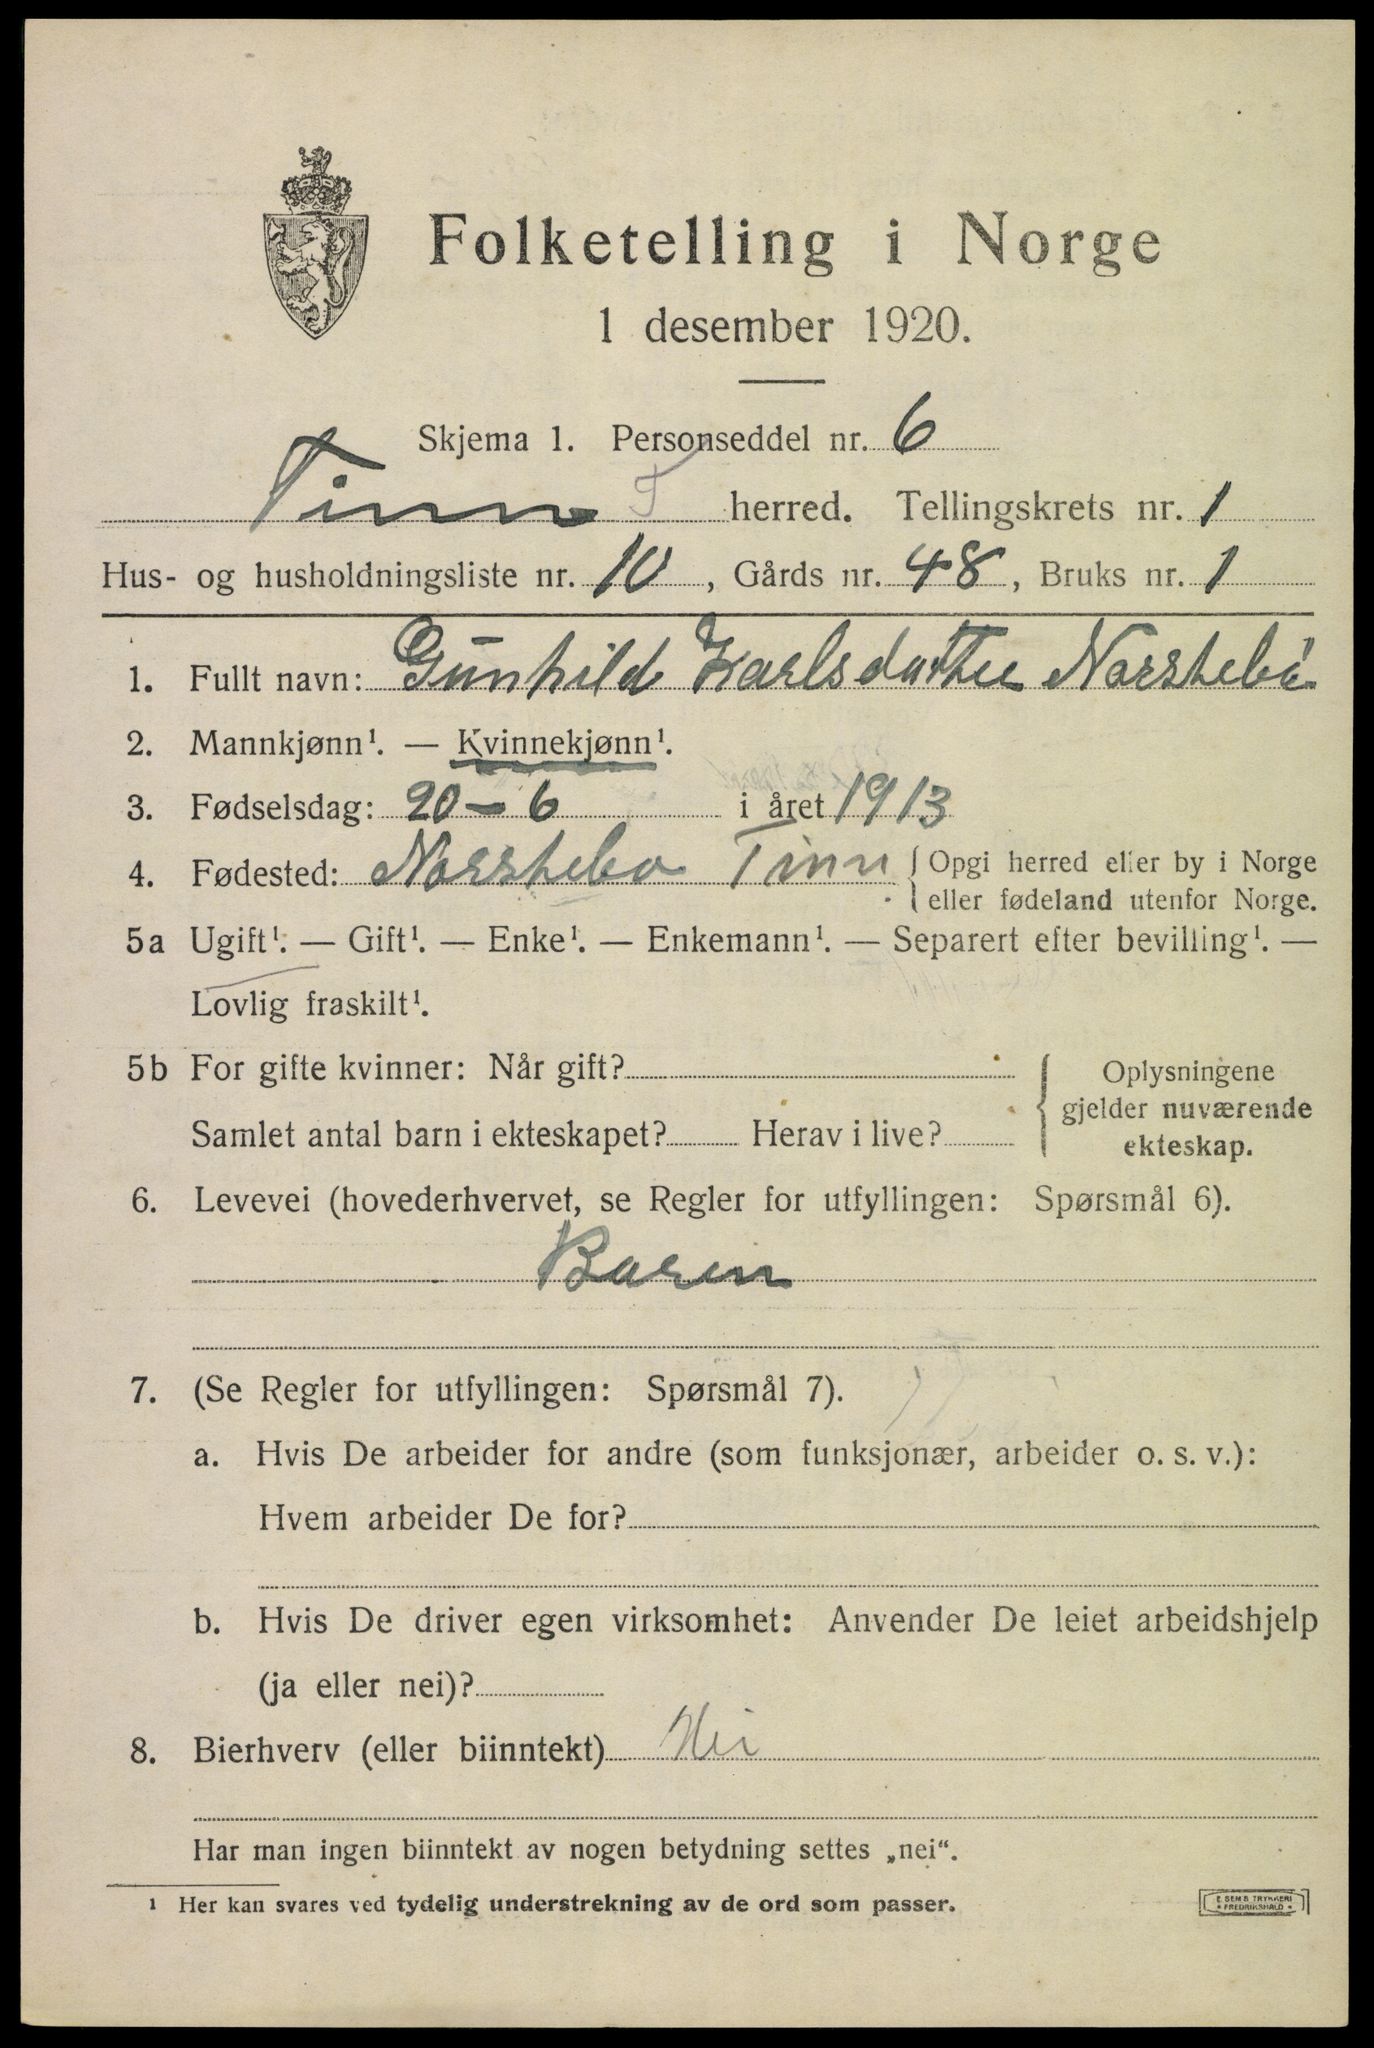 Folketelling i Norge
1 desember 1920.
Skjema 1. Personseddel nr. 6
Tinn T herred. Tellingskrets nr. 1
Hus- og husholdningsliste nr. 10, Gårds nr. 48, Bruks nr. 1
1. Fullt navn: Gunhild Karlsdatter Norstebö
2. Mannkjønn¹. — Kvinnekjønn¹.
3. Fødselsdag: 20 – 6 i året 1913
4. Fødested: Norstebø Tinn { Opgi herred eller by i Norge
eller fødeland utenfor Norge.
5a Ugift¹. — Gift¹. — Enke¹. — Enkemann¹. — Separert efter bevilling¹. —
Lovlig fraskilt¹.
5b For gifte kvinner: Når gift?
Samlet antal barn i ekteskapet? Herav i live?
{ Oplysningene
gjelder nuværende
ekteskap.
6. Levevei (hovederhvervet, se Regler for utfyllingen: Spørsmål 6).
Baren
7. (Se Regler for utfyllingen: Spørsmål 7).
a. Hvis De arbeider for andre (som funksjonær, arbeider o. s. v.):
Hvem arbeider De for?
b. Hvis De driver egen virksomhet: Anvender De leiet arbeidshjelp
(ja eller nei)?
8. Bierhverv (eller biinntekt) Nei
Har man ingen biinntekt av nogen betydning settes „nei“.
¹ Her kan svares ved tydelig understrekning av de ord som passer.
E. SEMS TRYKKERI
• FREDRIKSHALD •